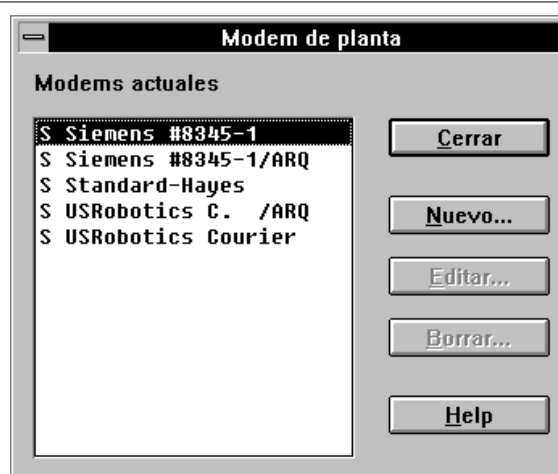 Modem de planta
Modems actuales
S Siemens #8345-1
S Siemens #8345-1/ARQ
S Standard-Hayes
S USRobotics C.  /ARQ
S USRobotics Courier
Cerrar
Nuevo...
Editar...
Borrar...
Help